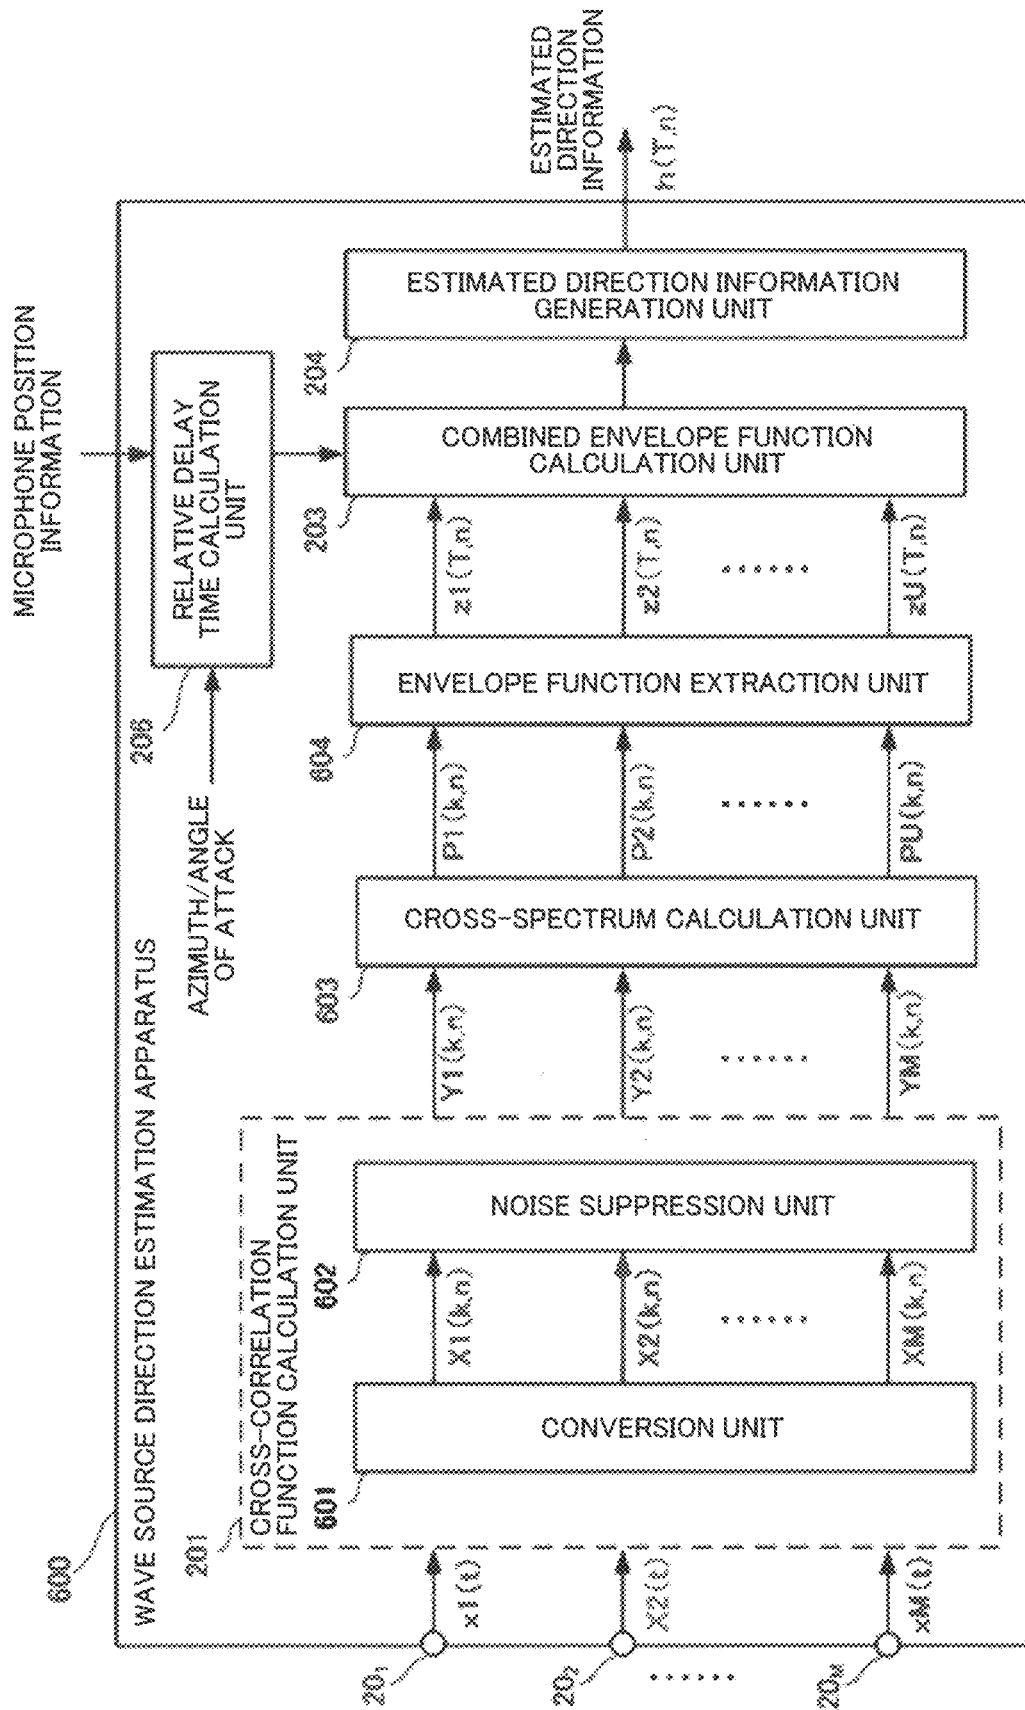 600
WAVE SOURCE DIRECTION ESTIMATION APPARATUS
MICROPHONE POSITION
INFORMATION
AZIMUTH/ANGLE
OF ATTACK
206
RELATIVE DELAY
TIME CALCULATION
UNIT
201
CROSS-CORRELATION
FUNCTION CALCULATION UNIT
20₁
x1(t)
20₂
X2(t)
......
20M
xM(t)
601
CONVERSION UNIT
X1(k,n)
X2(k,n)
......
XM(k,n)
602
NOISE SUPPRESSION UNIT
Y1(k,n)
Y2(k,n)
......
YM(k,n)
603
CROSS-SPECTRUM CALCULATION UNIT
P1(k,n)
P2(k,n)
......
PU(k,n)
604
ENVELOPE FUNCTION EXTRACTION UNIT
z1(T,n)
z2(T,n)
......
zU(T,n)
203
COMBINED ENVELOPE FUNCTION
CALCULATION UNIT
204
ESTIMATED DIRECTION INFORMATION
GENERATION UNIT
ESTIMATED
DIRECTION
INFORMATION
h(T,n)